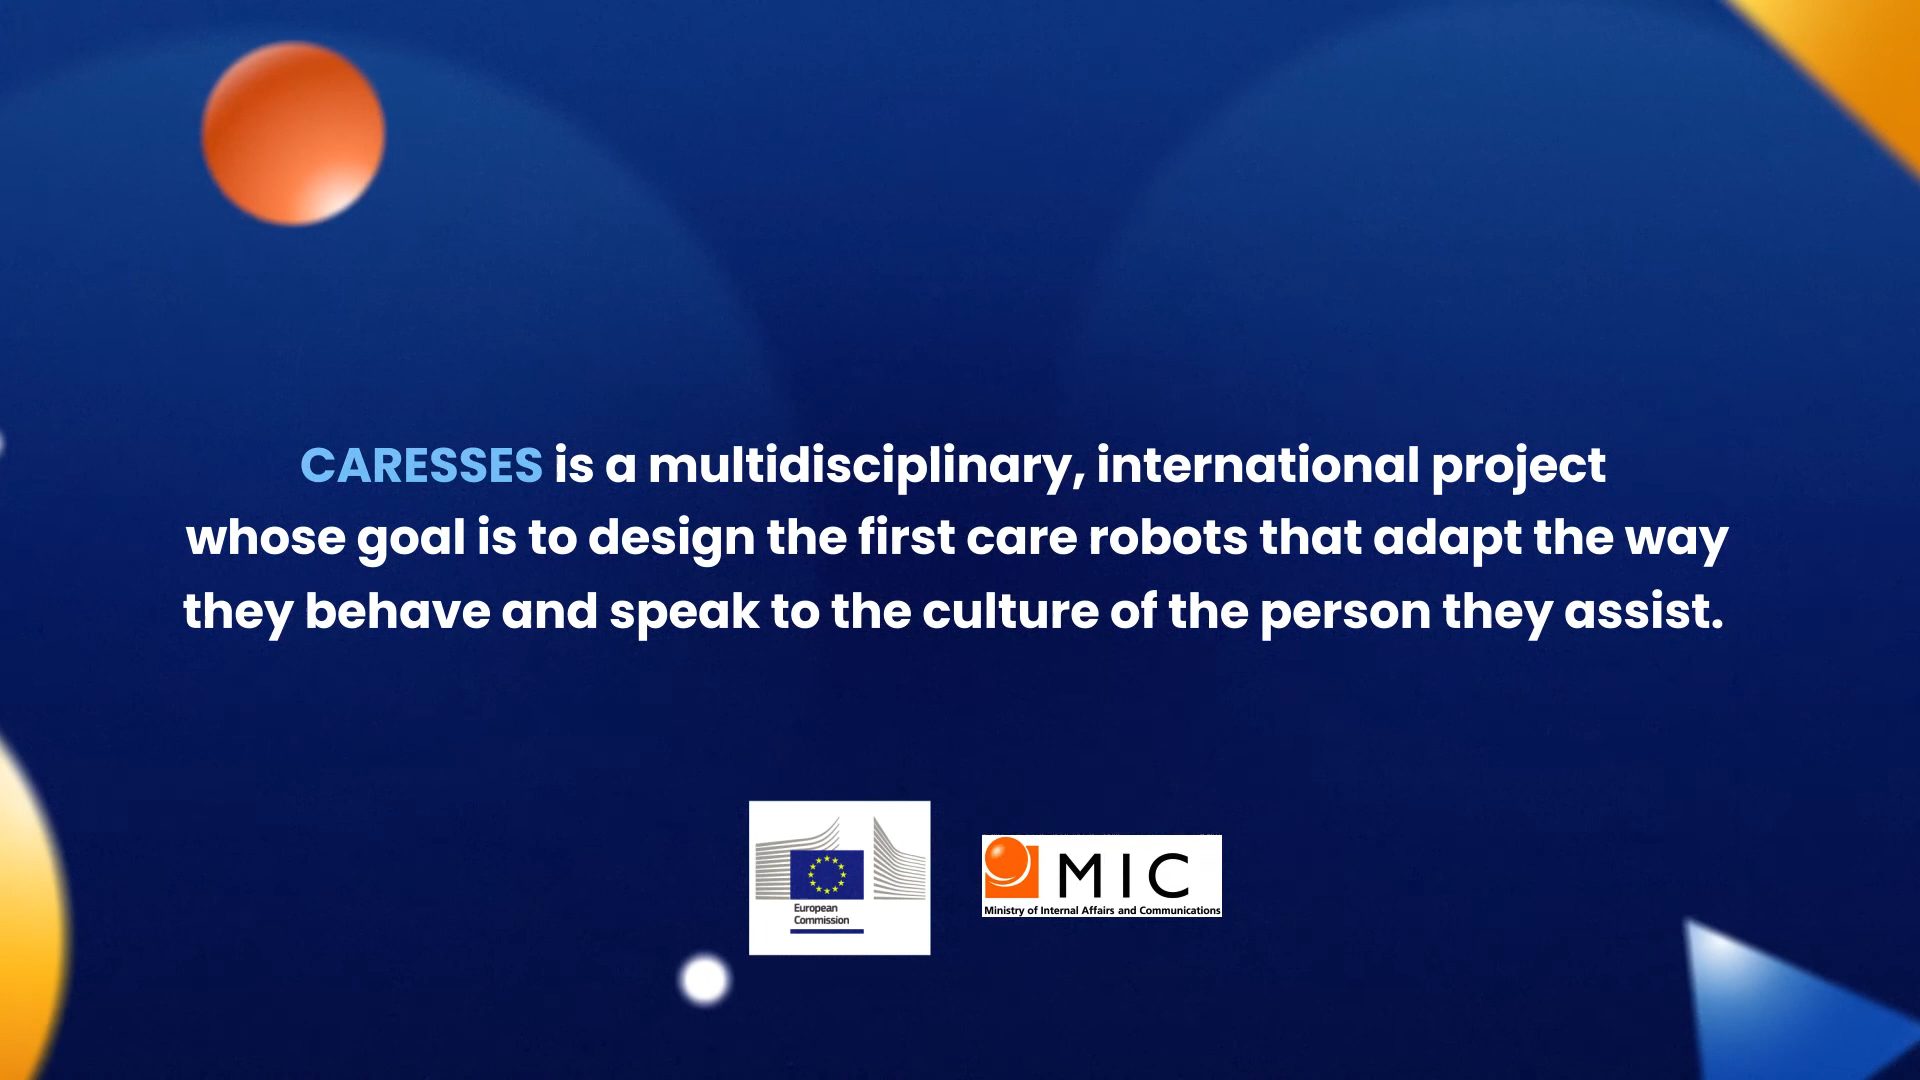 CARESSES is a multidisciplinary, international project
whose goal is to design the first care robots that adapt the way
they behave and speak to the culture of the person they assist.
European
Commission
MIC
Ministry of Internal Affairs and Communications